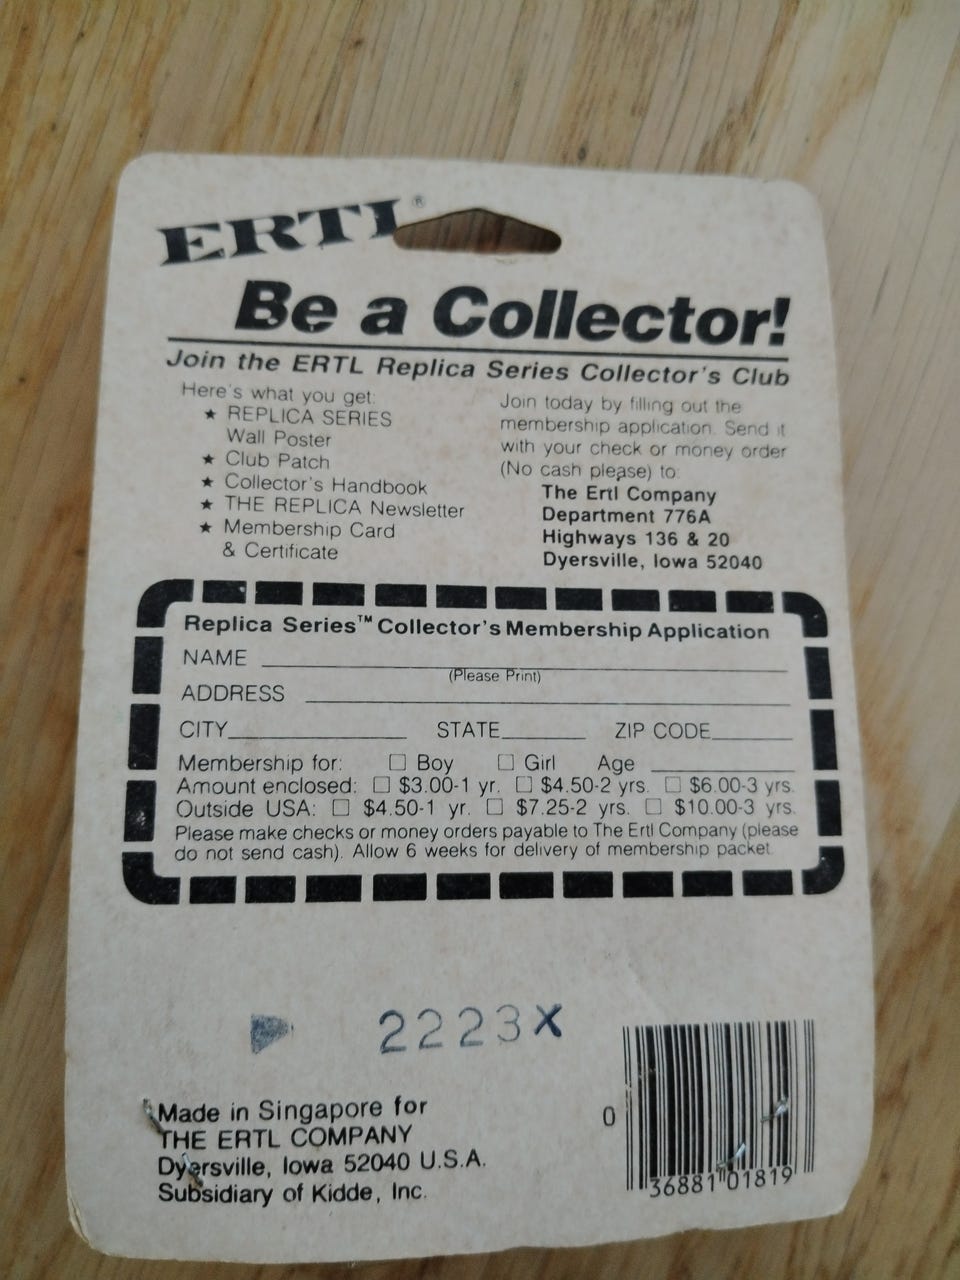 ERTL®
Be a Collector!
Join the ERTL Replica Series Collector's Club
Here's what you get:
★ REPLICA SERIES
Wall Poster
★ Club Patch
★ Collector's Handbook
★ THE REPLICA Newsletter
★ Membership Card
& Certificate
Join today by filling out the
membership application. Send it
with your check or money order
(No cash please) to
The Ertl Company
Department 776A
Highways 136 & 20
Dyersville, Iowa 52040
Replica Series™ Collector's Membership Application
NAME
(Please Print)
ADDRESS
CITY STATE ZIP CODE
Membership for: □ Boy □ Girl Age
Amount enclosed: □ $3.00-1 yr. □ $4.50-2 yrs. □ $6.00-3 yrs.
Outside USA: □ $4.50-1 yr. □ $7.25-2 yrs. □ $10.00-3 yrs.
Please make checks or money orders payable to The Ertl Company (please
do not send cash). Allow 6 weeks for delivery of membership packet.
2223X
Made in Singapore for
THE ERTL COMPANY
Dyersville, Iowa 52040 U.S.A.
Subsidiary of Kidde, Inc.
0 36881 01819